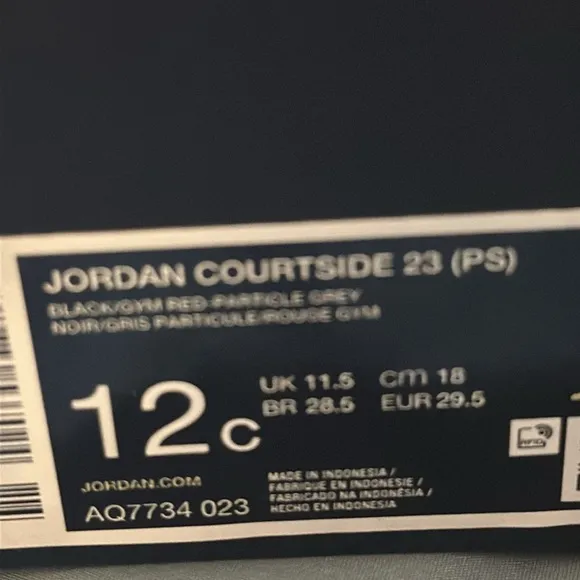 JORDAN COURTSIDE 23 (PS)
BLACK/GYM RED-PARTICLE GREY
NOIR/GRIS PARTICULE/ROUGE GYM
12C
UK 11.5 cm 18
BR 28.5 EUR 29.5
RFID
JORDAN.COM
AQ7734 023
MADE IN INDONESIA /
FABRIQUE EN INDONESIE /
FABRICADO NA INDONÉSIA /
HECHO EN INDONESIA